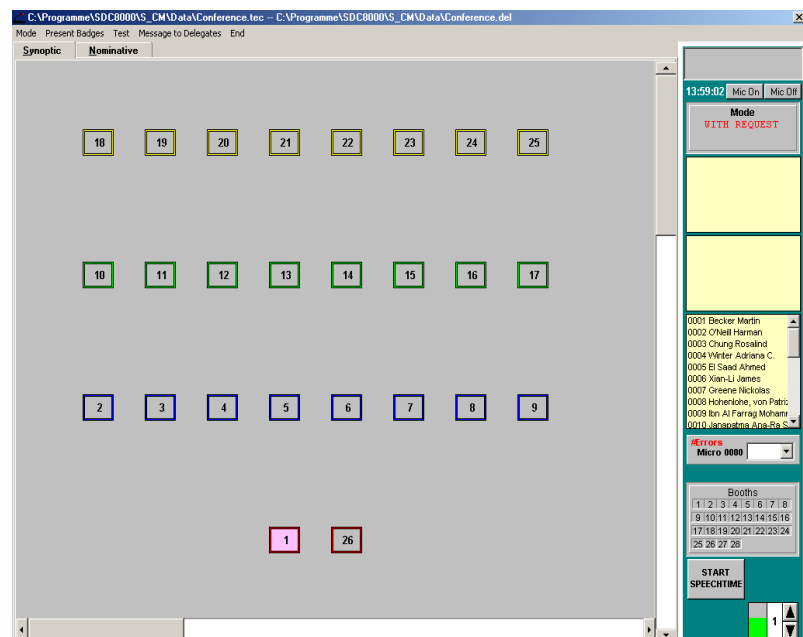 C:\Programme\SDC8000\S_CM\Data\Conference.tec -- C:\Programme\SDC8000\S_CM\Data\Conference.del
Mode Present Badges Test Message to Delegates End
Synoptic Nominative
13:59:02 Mic On Mic Off
Mode
WITH REQUEST
18 19 20 21 22 23 24 25
10 11 12 13 14 15 16 17
2 3 4 5 6 7 8 9
1 26
0001 Becker Martin
0002 O'Neill Harman
0003 Chung Rosalind
0004 Winter Adriana C.
0005 El Saad Ahmed
0006 Xian-Li James
0007 Greene Nickolas
0008 Hohenlohe, von Patriz
0009 Ibn Al Farrag Mohamm
0010 Janapatma Ana-Ra S
#Errors
Micro 0000
Booths
1 2 3 4 5 6 7 8
9 10 11 12 13 14 15 16
17 18 19 20 21 22 23 24
25 26 27 28
START
SPEECHTIME
1